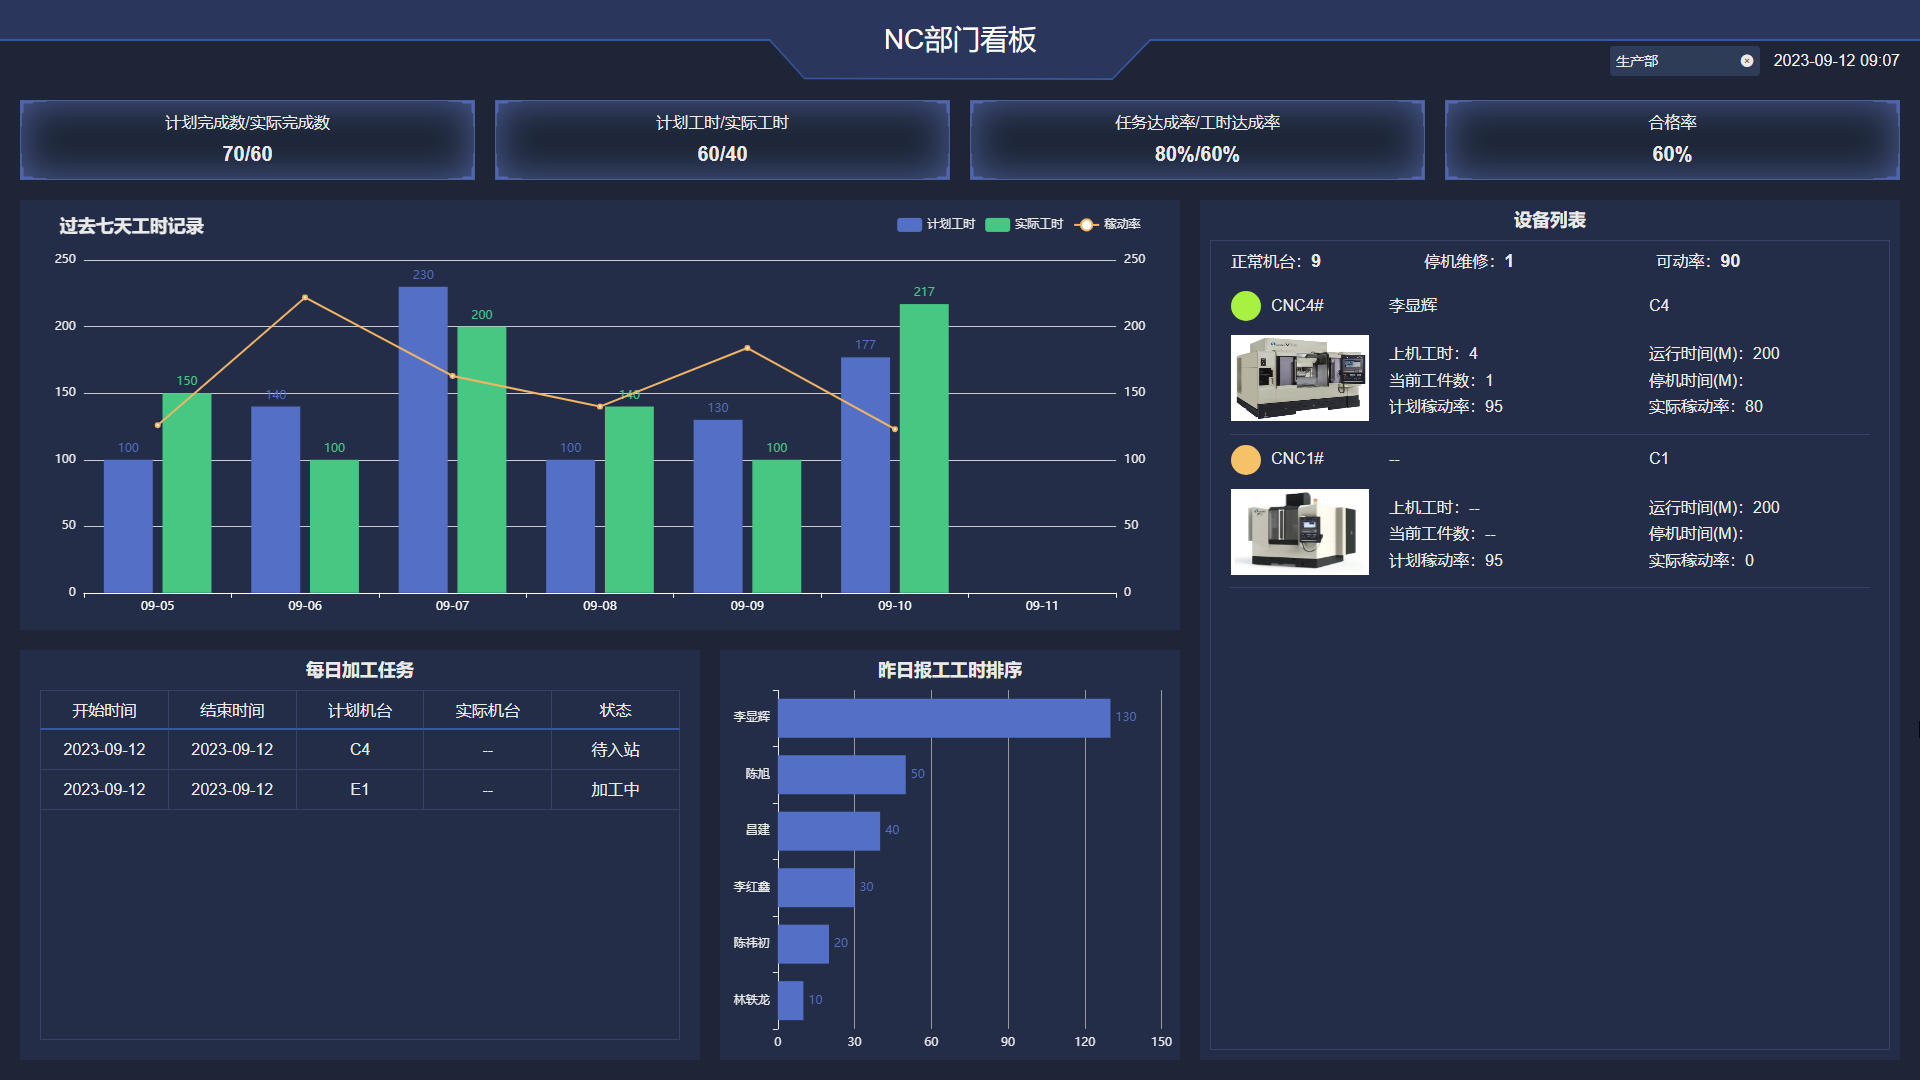 NC部门看板
生产部
2023-09-12 09:07
计划完成数/实际完成数
70/60
计划工时/实际工时
60/40
任务达成率/工时达成率
80%/60%
合格率
60%
过去七天工时记录
计划工时 实际工时 稼动率
250 250
200 200
150 150
100 100
50 50
0 0
100 150
140 100
230 200
100 140
130 100
177 217
09-05 09-06 09-07 09-08 09-09 09-10 09-11
每日加工任务
开始时间 结束时间 计划机台 实际机台 状态
2023-09-12 2023-09-12 C4 -- 待入站
2023-09-12 2023-09-12 E1 -- 加工中
昨日报工工时排序
李显辉 130
陈旭 50
昌建 40
李红鑫 30
陈祎初 20
林轶龙 10
0 30 60 90 120 150
设备列表
正常机台：9 停机维修：1 可动率：90
CNC4# 李显辉 C4
上机工时：4 运行时间(M)：200
当前工件数：1 停机时间(M)：
计划稼动率：95 实际稼动率：80
CNC1# -- C1
上机工时：-- 运行时间(M)：200
当前工件数：-- 停机时间(M)：
计划稼动率：95 实际稼动率：0